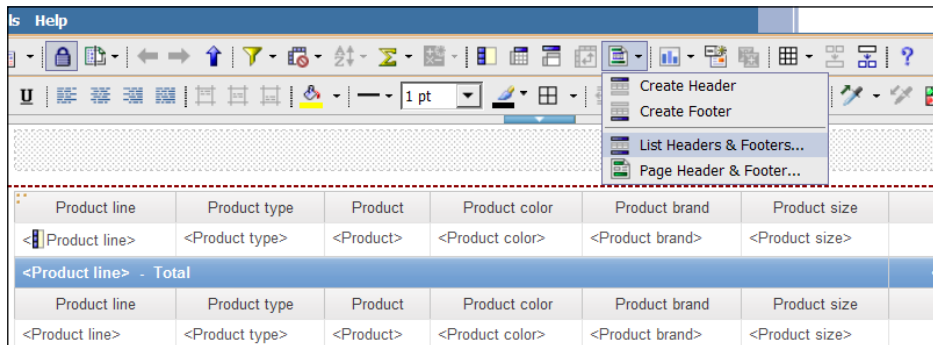 ls Help
?
U 1 pt
Create Header
Create Footer
List Headers & Footers...
Page Header & Footer...
Product line Product type Product Product color Product brand Product size
<Product line> <Product type> <Product> <Product color> <Product brand> <Product size>
<Product line> - Total
Product line Product type Product Product color Product brand Product size
<Product line> <Product type> <Product> <Product color> <Product brand> <Product size>